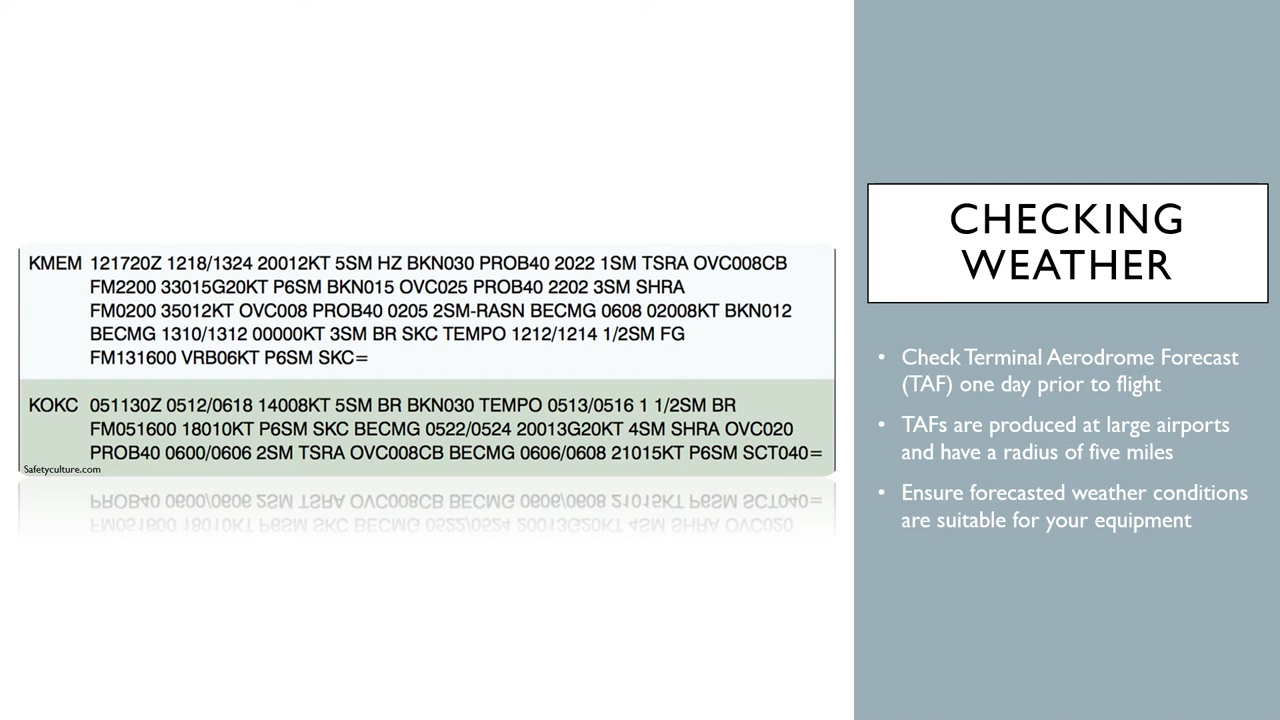 KMEM 121720Z 1218/1324 20012KT 5SM HZ BKN030 PROB40 2022 1SM TSRA OVC008CB
FM2200 33015G20KT P6SM BKN015 OVC025 PROB40 2202 3SM SHRA
FM0200 35012KT OVC008 PROB40 0205 2SM-RASN BECMG 0608 02008KT BKN012
BECMG 1310/1312 00000KT 3SM BR SKC TEMPO 1212/1214 1/2SM FG
FM131600 VRB06KT P6SM SKC=
KOKC 051130Z 0512/0618 14008KT 5SM BR BKN030 TEMPO 0513/0516 1 1/2SM BR
FM051600 18010KT P6SM SKC BECMG 0522/0524 20013G20KT 4SM SHRA OVC020
PROB40 0600/0606 2SM TSRA OVC008CB BECMG 0606/0608 21015KT P6SM SCT040=
Safetyculture.com
CHECKING
WEATHER
• Check Terminal Aerodrome Forecast
(TAF) one day prior to flight
• TAFs are produced at large airports
and have a radius of five miles
• Ensure forecasted weather conditions
are suitable for your equipment